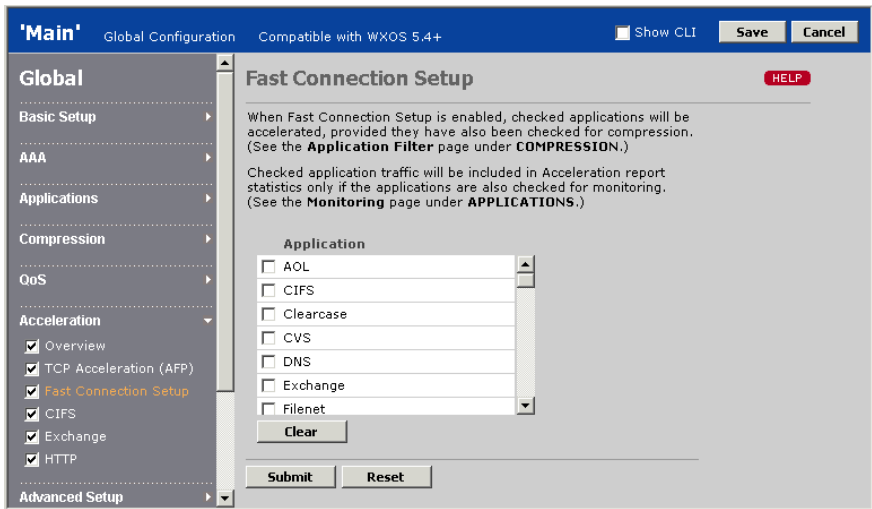 'Main' Global Configuration Compatible with WXOS 5.4+ Show CLI Save Cancel
Global
Basic Setup
AAA
Applications
Compression
QoS
Acceleration
Overview
TCP Acceleration (AFP)
Fast Connection Setup
CIFS
Exchange
HTTP
Advanced Setup
Fast Connection Setup HELP
When Fast Connection Setup is enabled, checked applications will be
accelerated, provided they have also been checked for compression.
(See the Application Filter page under COMPRESSION.)
Checked application traffic will be included in Acceleration report
statistics only if the applications are also checked for monitoring.
(See the Monitoring page under APPLICATIONS.)
Application
AOL
CIFS
Clearcase
CVS
DNS
Exchange
Filenet
Clear
Submit Reset